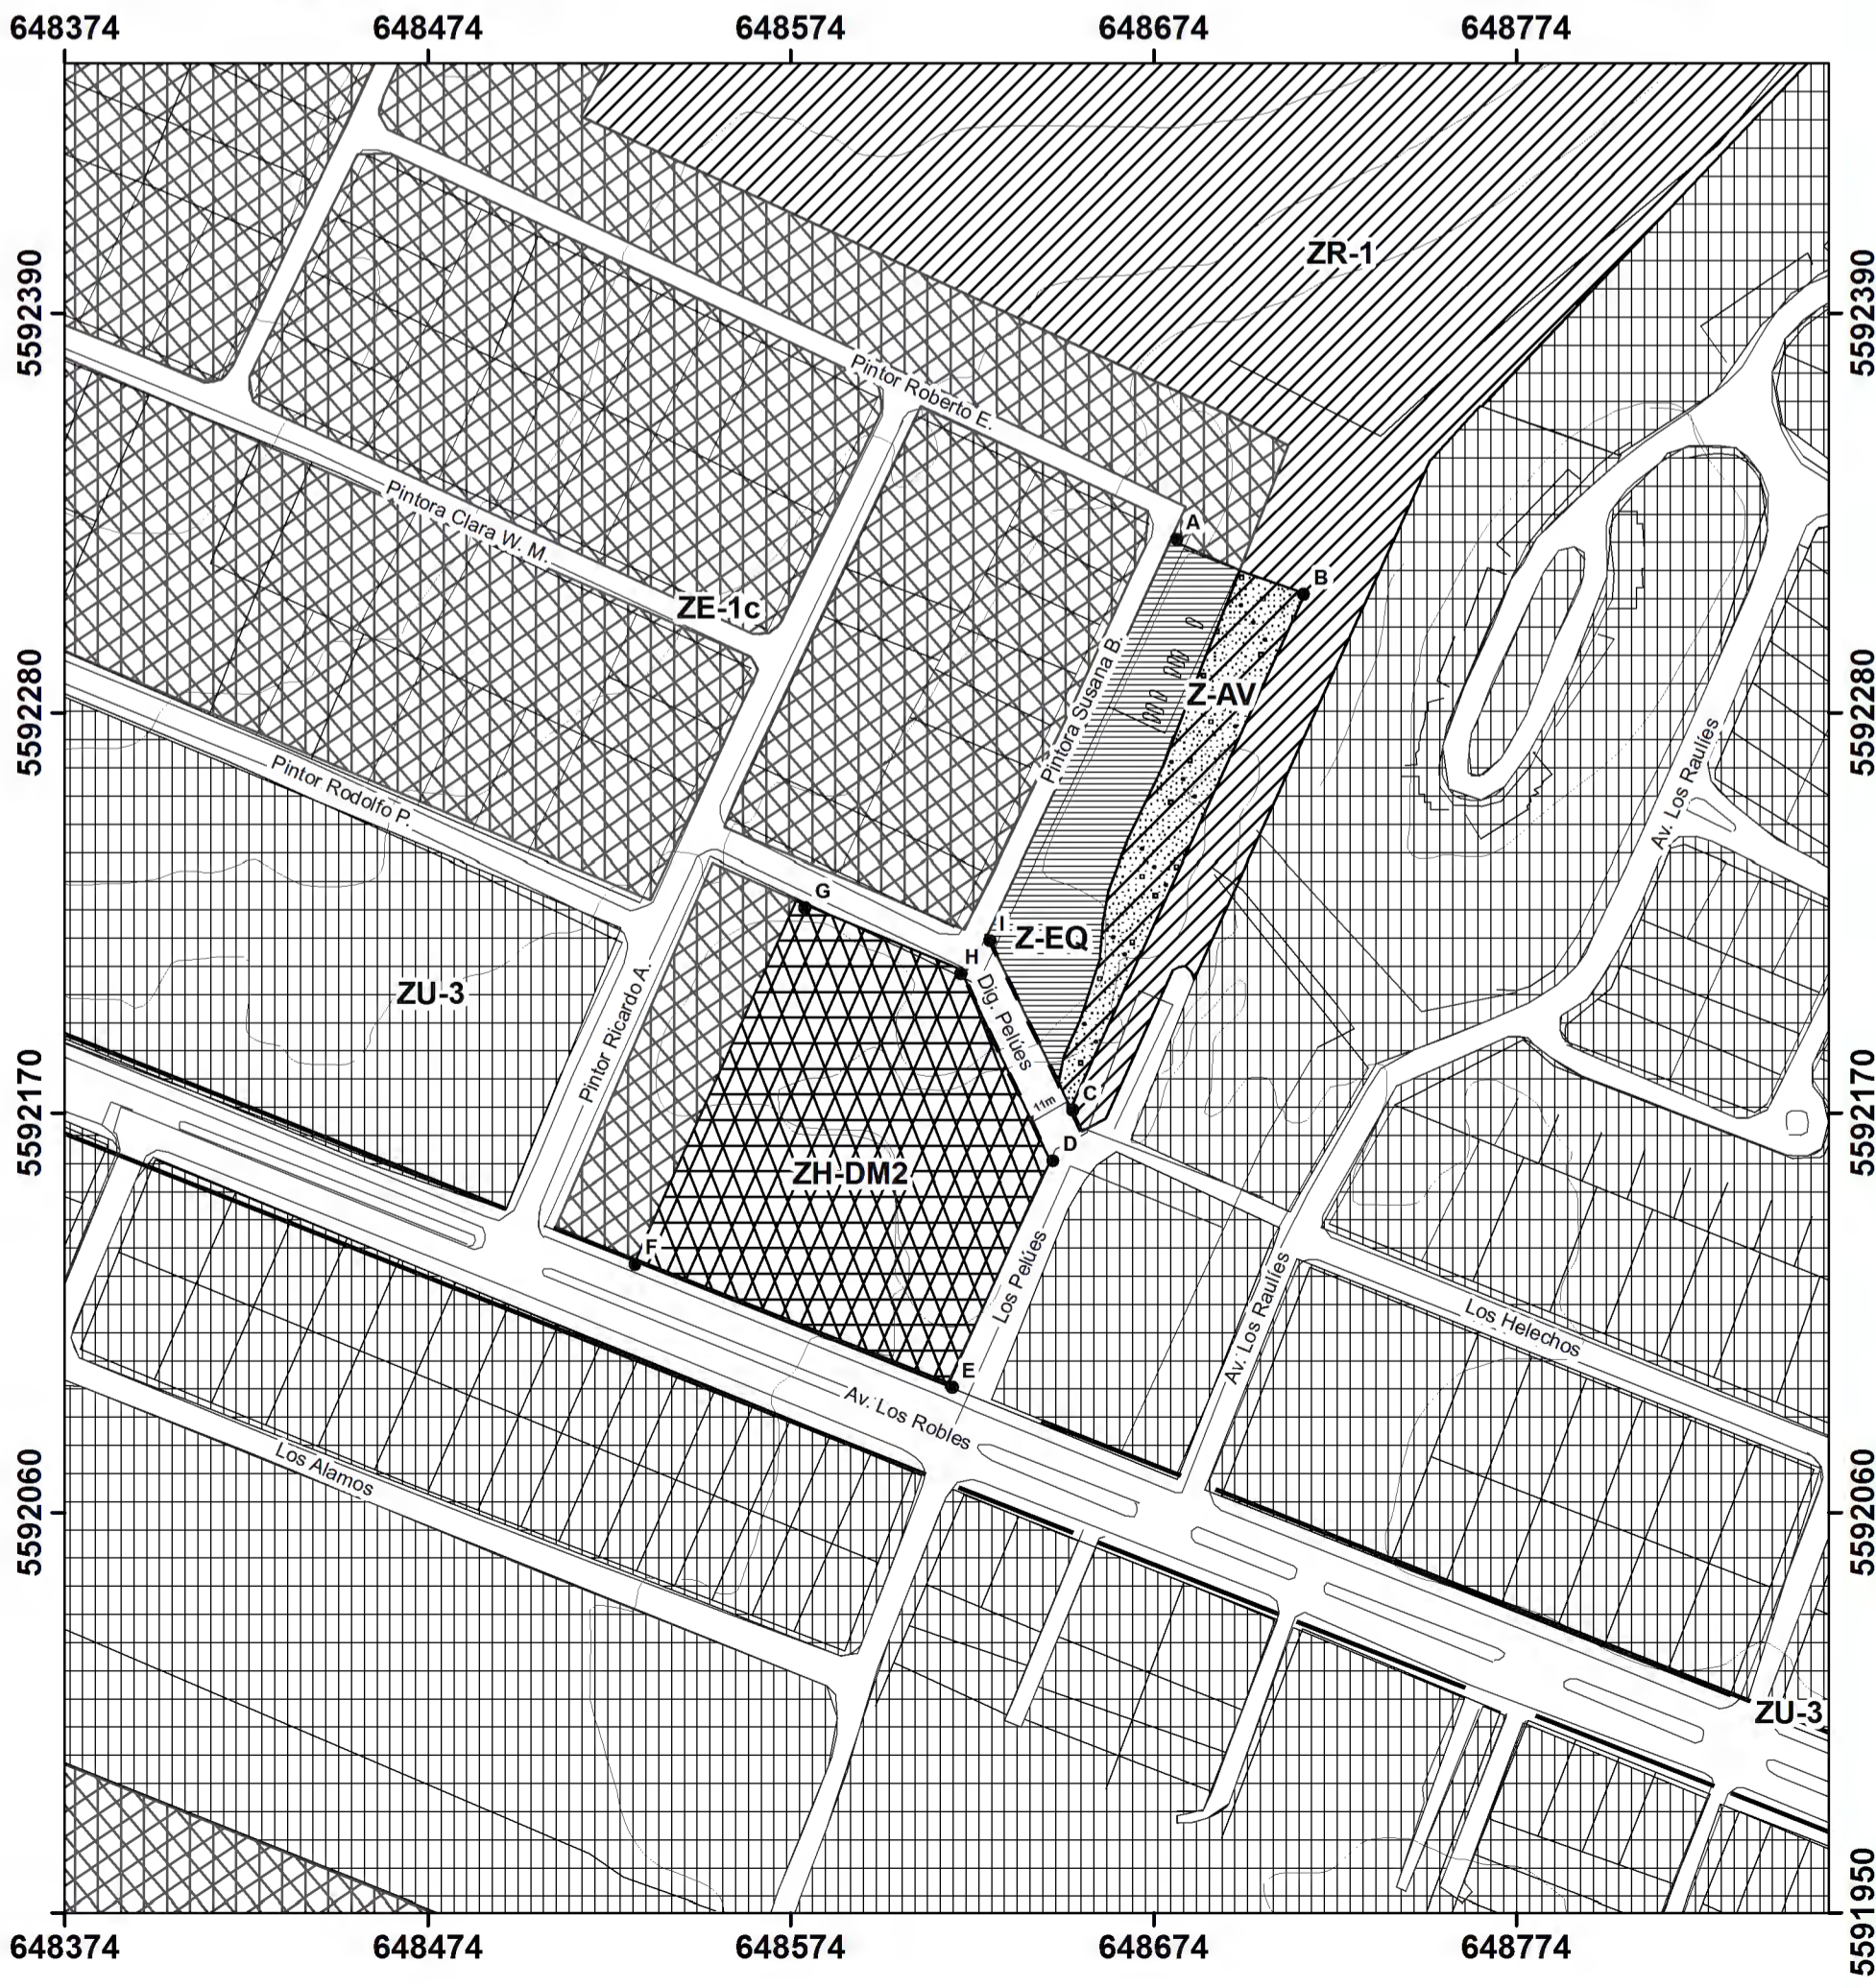 648374 648474 648574 648674 648774
ZR-1
5592390 5592390
Pintor Roberto E.
Pintora Clara W. M.
A
B
ZE-1c
Pintora Susana B.
Z-AV
5592280 5592280
Av. Los Raulíes
Pintor Rodolfo P.
G
I
Z-EQ
H
ZU-3
Dig. Pelúes
Pintor Ricardo A.
11m
C
5592170 5592170
D
ZH-DM2
F
Los Pelúes
Av. Los Raulíes
Los Helechos
E
Av. Los Robles
Los Alamos
5592060 5592060
ZU-3
5591950 5591950
648374 648474 648574 648674 648774